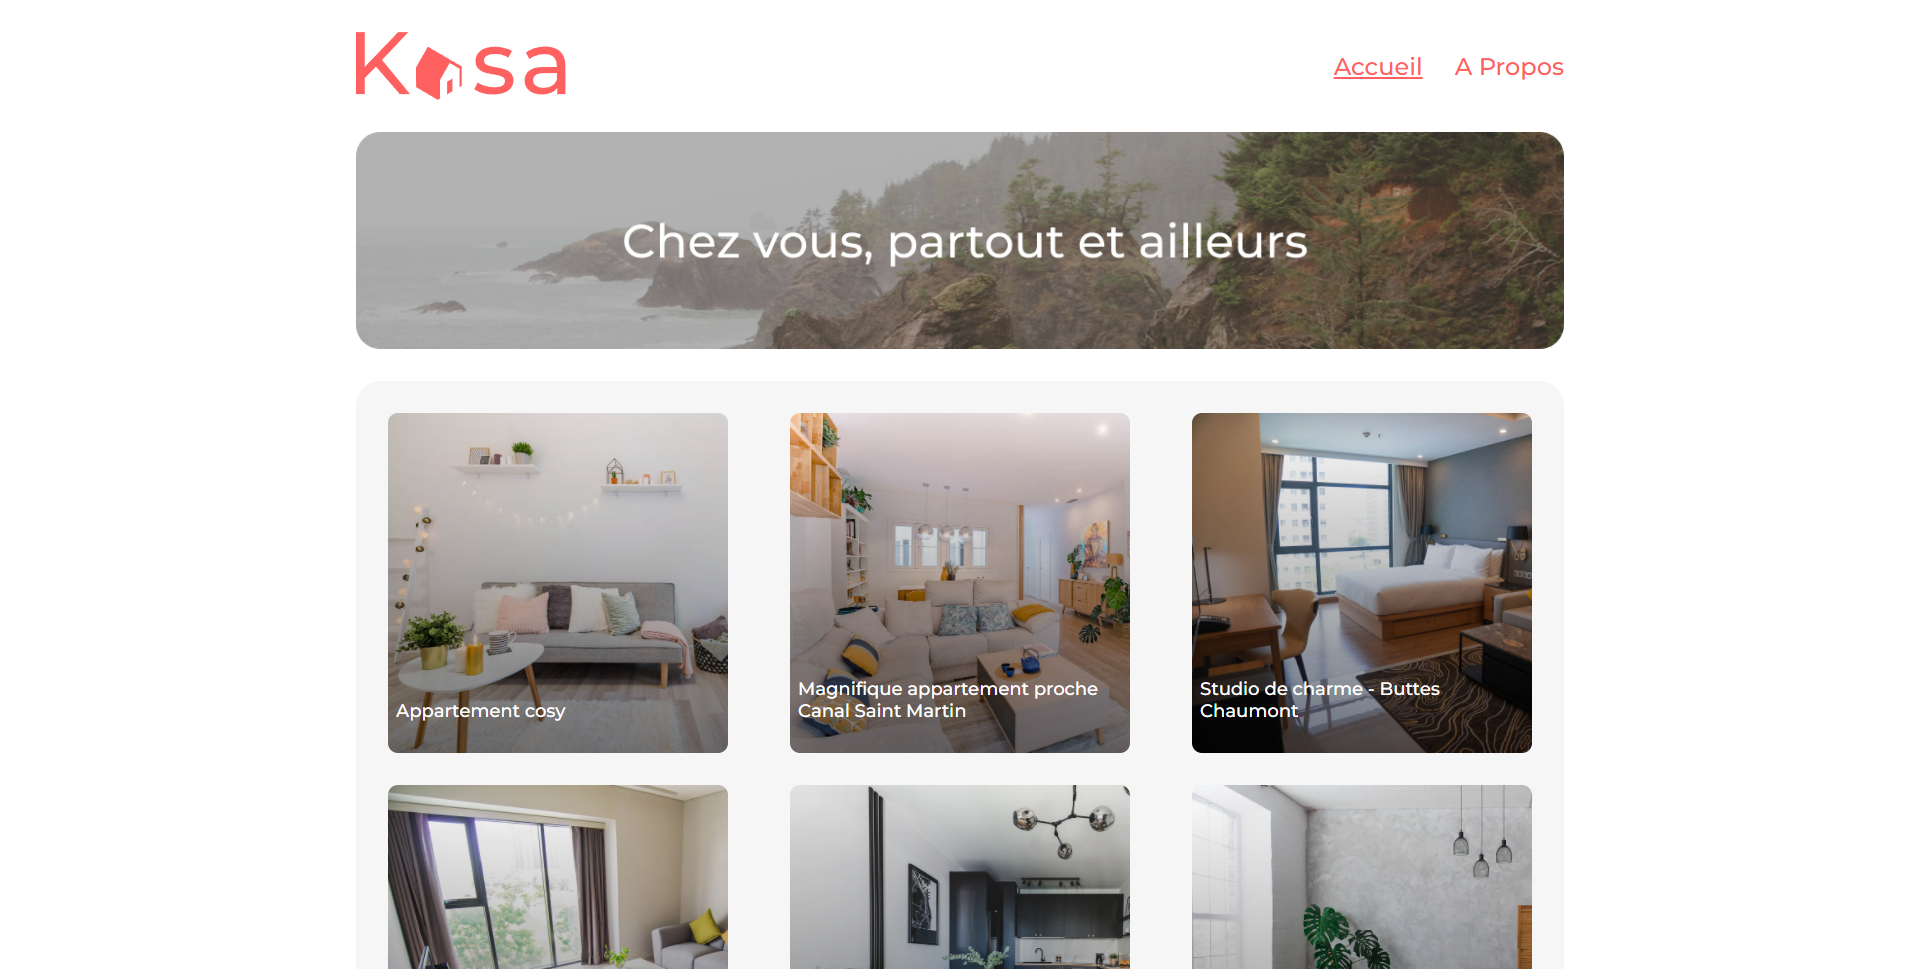 Kasa
Accueil
A Propos
Chez vous, partout et ailleurs
Appartement cosy
Magnifique appartement proche
Canal Saint Martin
Studio de charme - Buttes
Chaumont